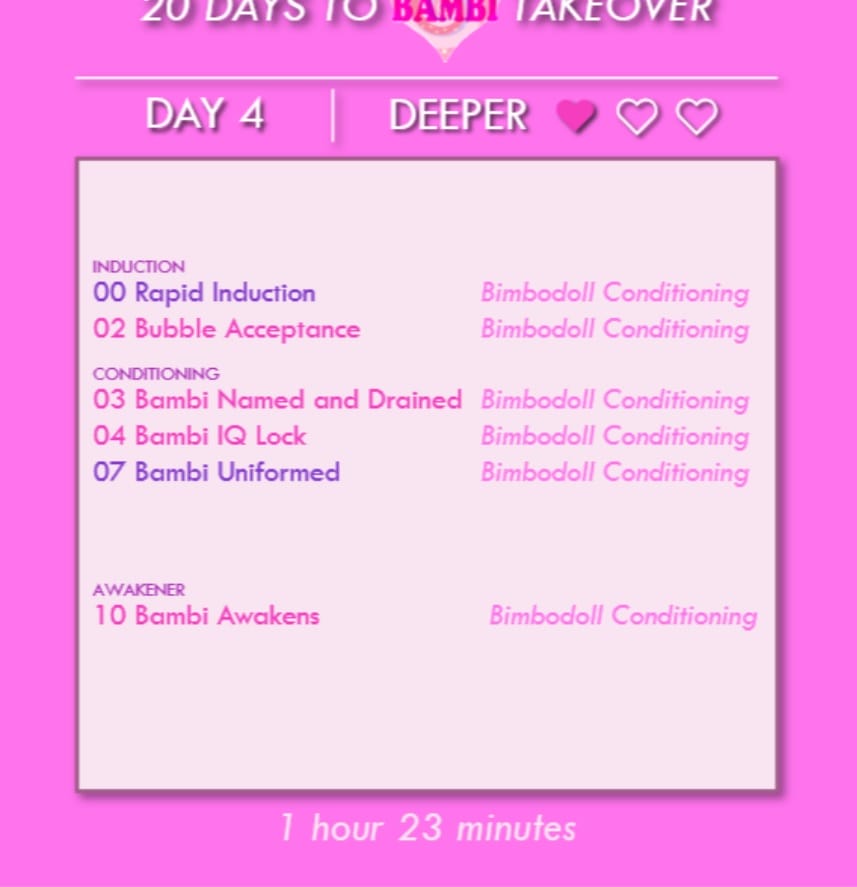 20 DAYS TO BAMBI TAKEOVER
DAY 4 DEEPER
INDUCTION
00 Rapid Induction Bimbodoll Conditioning
02 Bubble Acceptance Bimbodoll Conditioning
CONDITIONING
03 Bambi Named and Drained Bimbodoll Conditioning
04 Bambi IQ Lock Bimbodoll Conditioning
07 Bambi Uniformed Bimbodoll Conditioning
AWAKENER
10 Bambi Awakens Bimbodoll Conditioning
1 hour 23 minutes